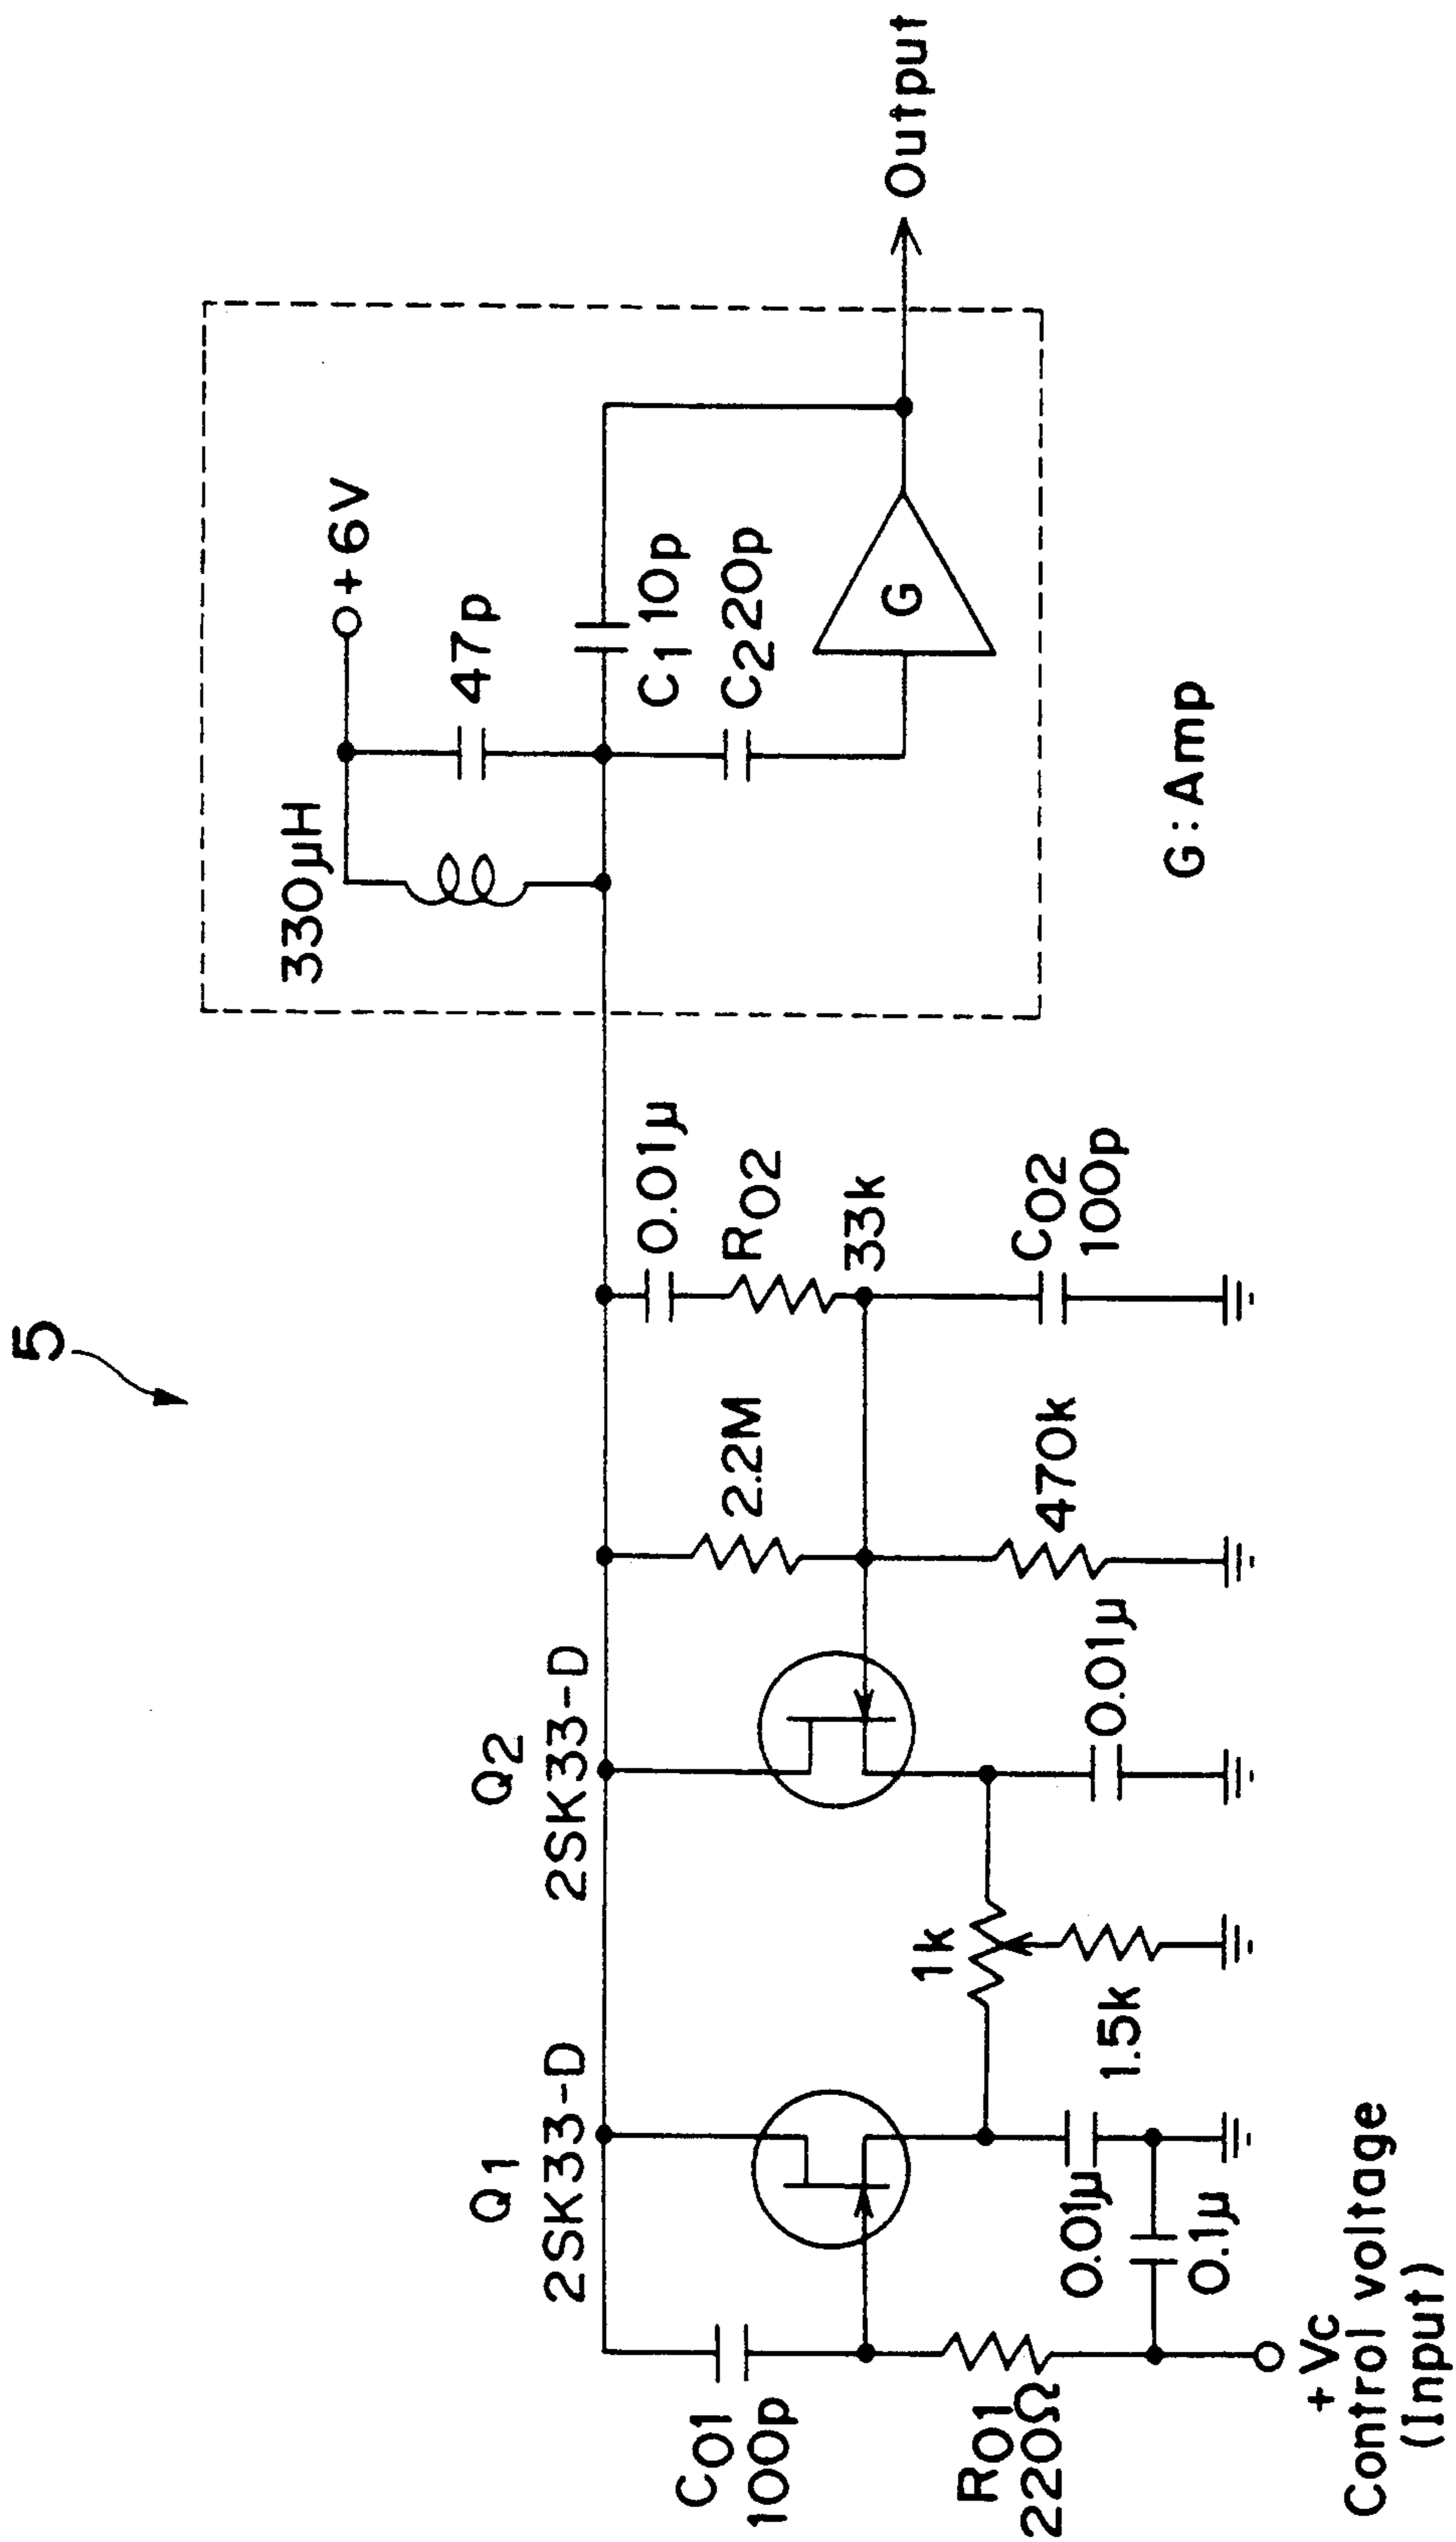 5
Q1
2SK33-D
Q2
2SK33-D
C01
100p
R01
220Ω
0.01μ
0.1μ
+Vc
Control voltage
(Input)
1k
1.5k
0.01μ
2.2M
470k
0.01μ
R02
33k
C02
100p
330μH
+6V
47p
C1 10p
C2 20p
G
Output
G:Amp